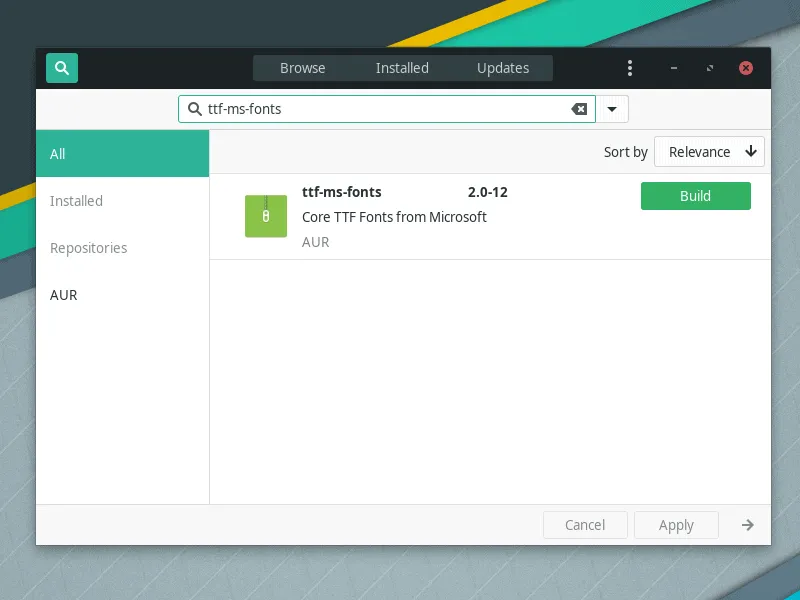 Browse Installed Updates
ttf-ms-fonts
All
Installed
Repositories
AUR
Sort by Relevance
ttf-ms-fonts 2.0-12
Build
Core TTF Fonts from Microsoft
AUR
Cancel Apply